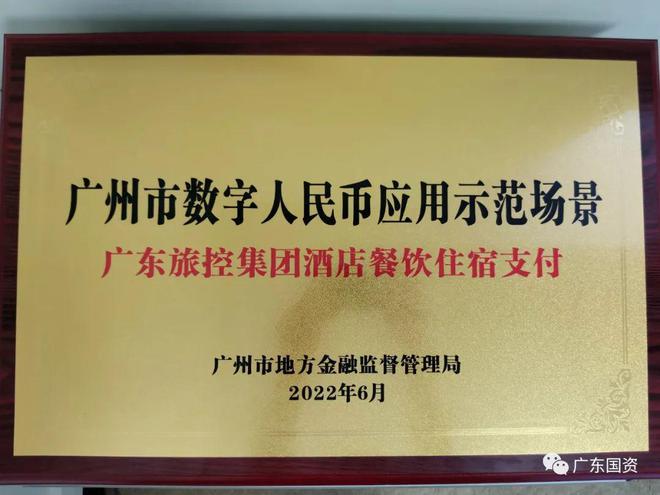 广州市数字人民币应用示范场景
广东旅控集团酒店餐饮住宿支付
广州市地方金融监督管理局
2022年6月
广东国资